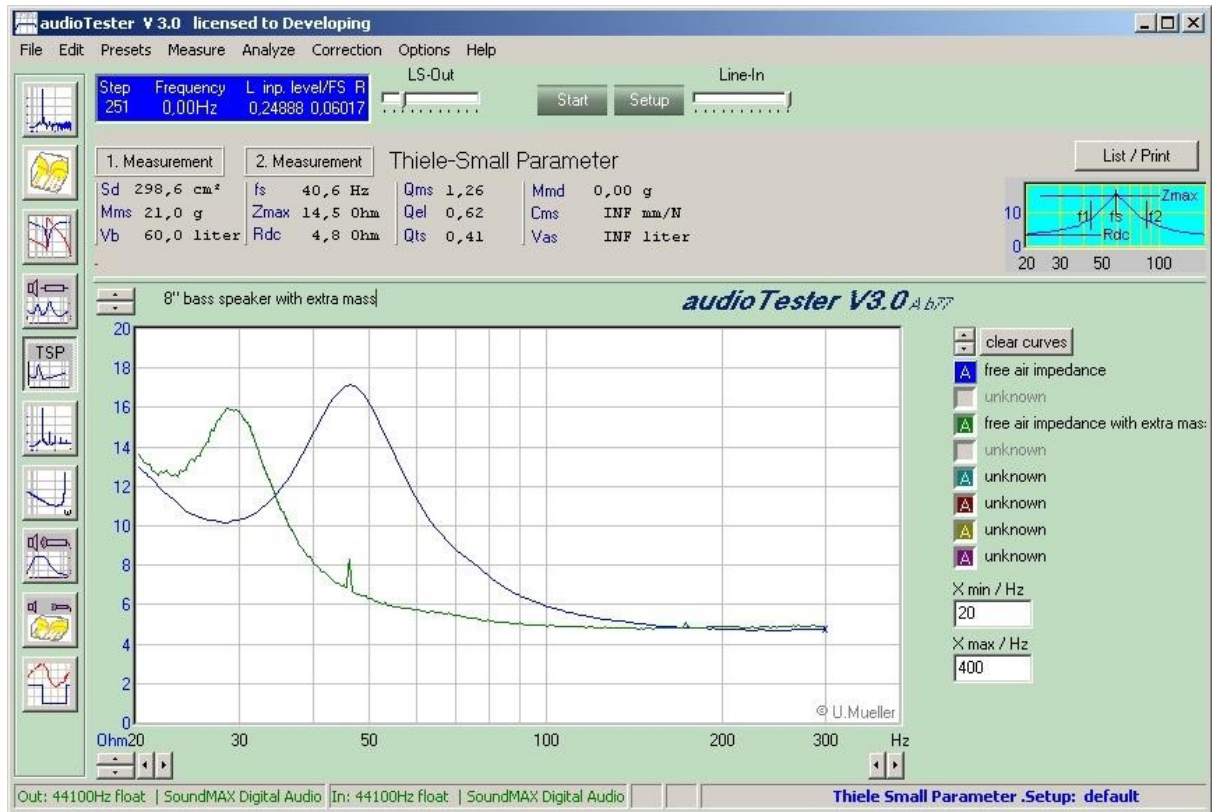 audioTester V 3.0 licensed to Developing
File Edit Presets Measure Analyze Correction Options Help
LS-Out Line-In
Step Frequency L inp. level/FS R
251 0,00Hz 0,24888 0,06017
Start Setup
1. Measurement 2. Measurement Thiele-Small Parameter List / Print
Sd 298,6 cm² fs 40,6 Hz Qms 1,26 Mmd 0,00 g
Mms 21,0 g Zmax 14,5 Ohm Qel 0,62 Cms INF mm/N
Vb 60,0 liter Rdc 4,8 Ohm Qts 0,41 Vas INF liter
Zmax
10 f1 fs f2
Rdc
0
20 30 50 100
8" bass speaker with extra mass audioTester V3.0 A b77
20
18
16
14
12
10
8
6
4
2
0
© U.Mueller
Ohm 20 30 50 100 200 300 Hz
clear curves
A free air impedance
unknown
A free air impedance with extra mas:
unknown
A unknown
A unknown
A unknown
A unknown
X min / Hz
20
X max / Hz
400
TSP
ω
Out: 44100Hz float | SoundMAX Digital Audio In: 44100Hz float | SoundMAX Digital Audio Thiele Small Parameter .Setup: default